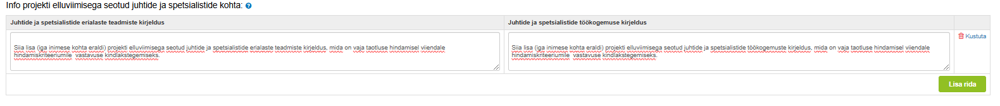 Info projekti elluviimisega seotud juhtide ja spetsialistide kohta: ?
Juhtide ja spetsialistide erialaste teadmiste kirjeldus
Juhtide ja spetsialistide töökogemuse kirjeldus
Siia lisa (iga inimese kohta eraldi) projekti elluviimisega seotud juhtide ja spetsialistide erialaste teadmiste kirjeldus, mida on vaja taotluse hindamisel viiendale
hindamiskriteeriumile vastavuse kindlakstegemiseks.
Siia lisa (iga inimese kohta eraldi) projekti elluviimisega seotud juhtide ja spetsialistide töökogemuste kirjeldus, mida on vaja taotluse hindamisel viiendale
hindamiskriteeriumile vastavuse kindlakstegemiseks.
Kustuta
Lisa rida